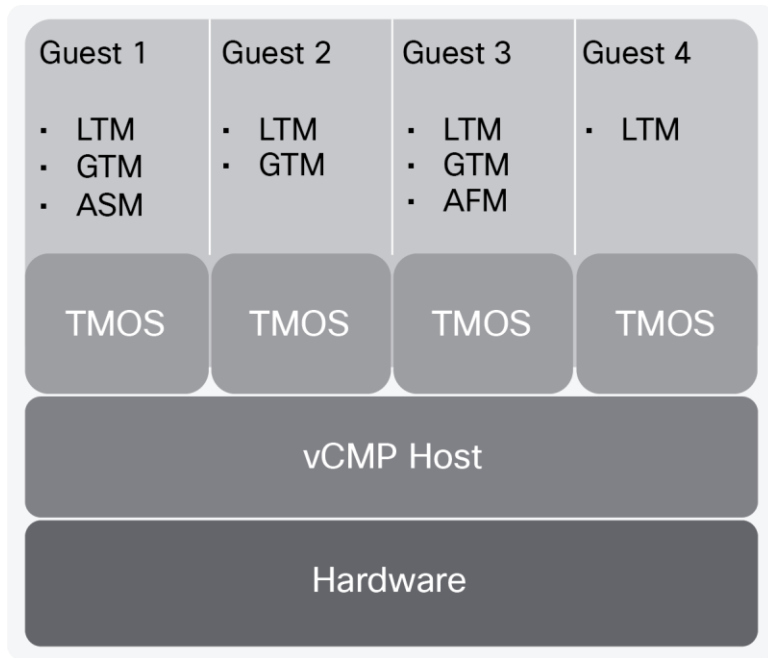 Guest 1
· LTM
· GTM
· ASM
Guest 2
· LTM
· GTM
Guest 3
· LTM
· GTM
· AFM
Guest 4
· LTM
TMOS
TMOS
TMOS
TMOS
vCMP Host
Hardware